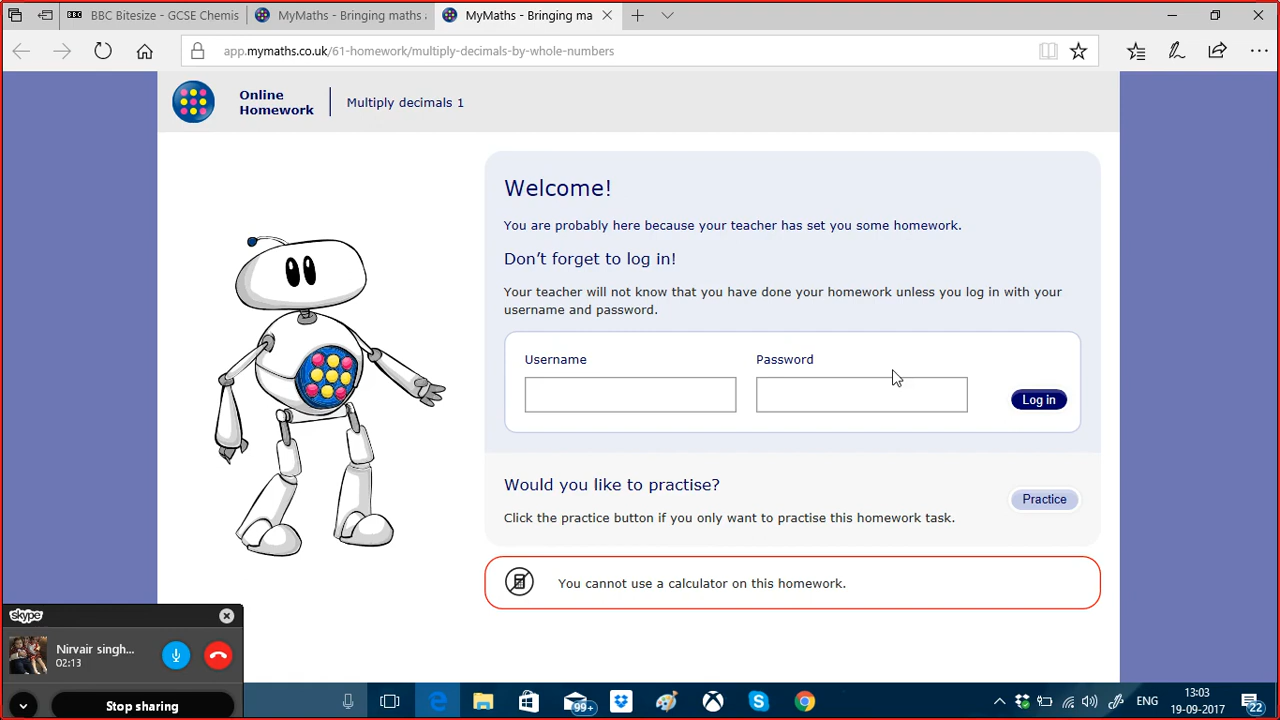 BBC Bitesize - GCSE Chemis
MyMaths - Bringing maths a
MyMaths - Bringing ma
app.mymaths.co.uk/61-homework/multiply-decimals-by-whole-numbers
Online
Homework
Multiply decimals 1
Welcome!
You are probably here because your teacher has set you some homework.
Don't forget to log in!
Your teacher will not know that you have done your homework unless you log in with your
username and password.
Username
Password
Log in
Would you like to practise?
Practice
Click the practice button if you only want to practise this homework task.
You cannot use a calculator on this homework.
skype
Nirvair singh...
02:13
Stop sharing
99+
ENG
13:03
19-09-2017
22